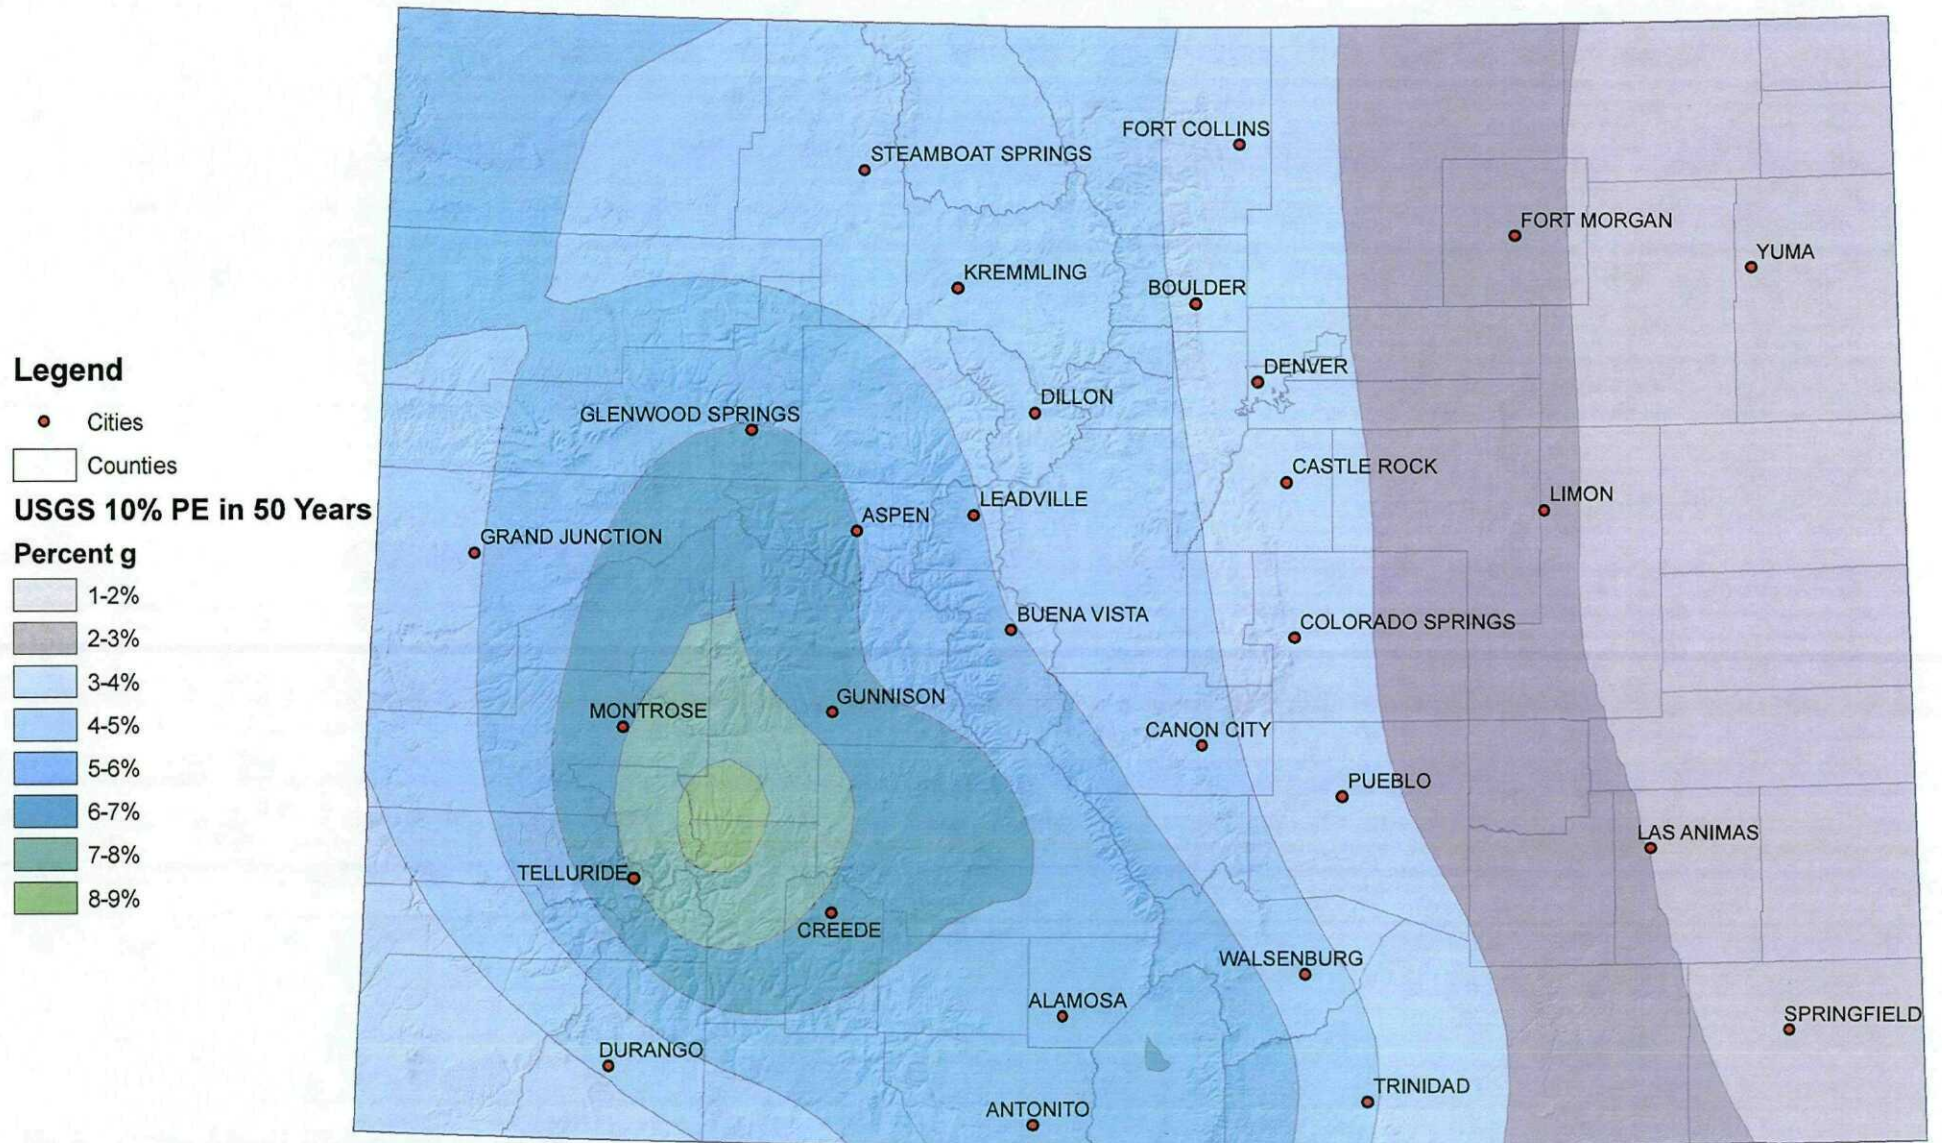 FORT COLLINS
STEAMBOAT SPRINGS
FORT MORGAN
YUMA
KREMMLING
BOULDER
DENVER
DILLON
GLENWOOD SPRINGS
CASTLE ROCK
LEADVILLE
LIMON
ASPEN
GRAND JUNCTION
BUENA VISTA
COLORADO SPRINGS
GUNNISON
MONTROSE
CANON CITY
PUEBLO
LAS ANIMAS
TELLURIDE
CREEDE
WALSENBURG
ALAMOSA
SPRINGFIELD
DURANGO
TRINIDAD
ANTONITO
Legend
Cities
Counties
USGS 10% PE in 50 Years
Percent g
1-2%
2-3%
3-4%
4-5%
5-6%
6-7%
7-8%
8-9%